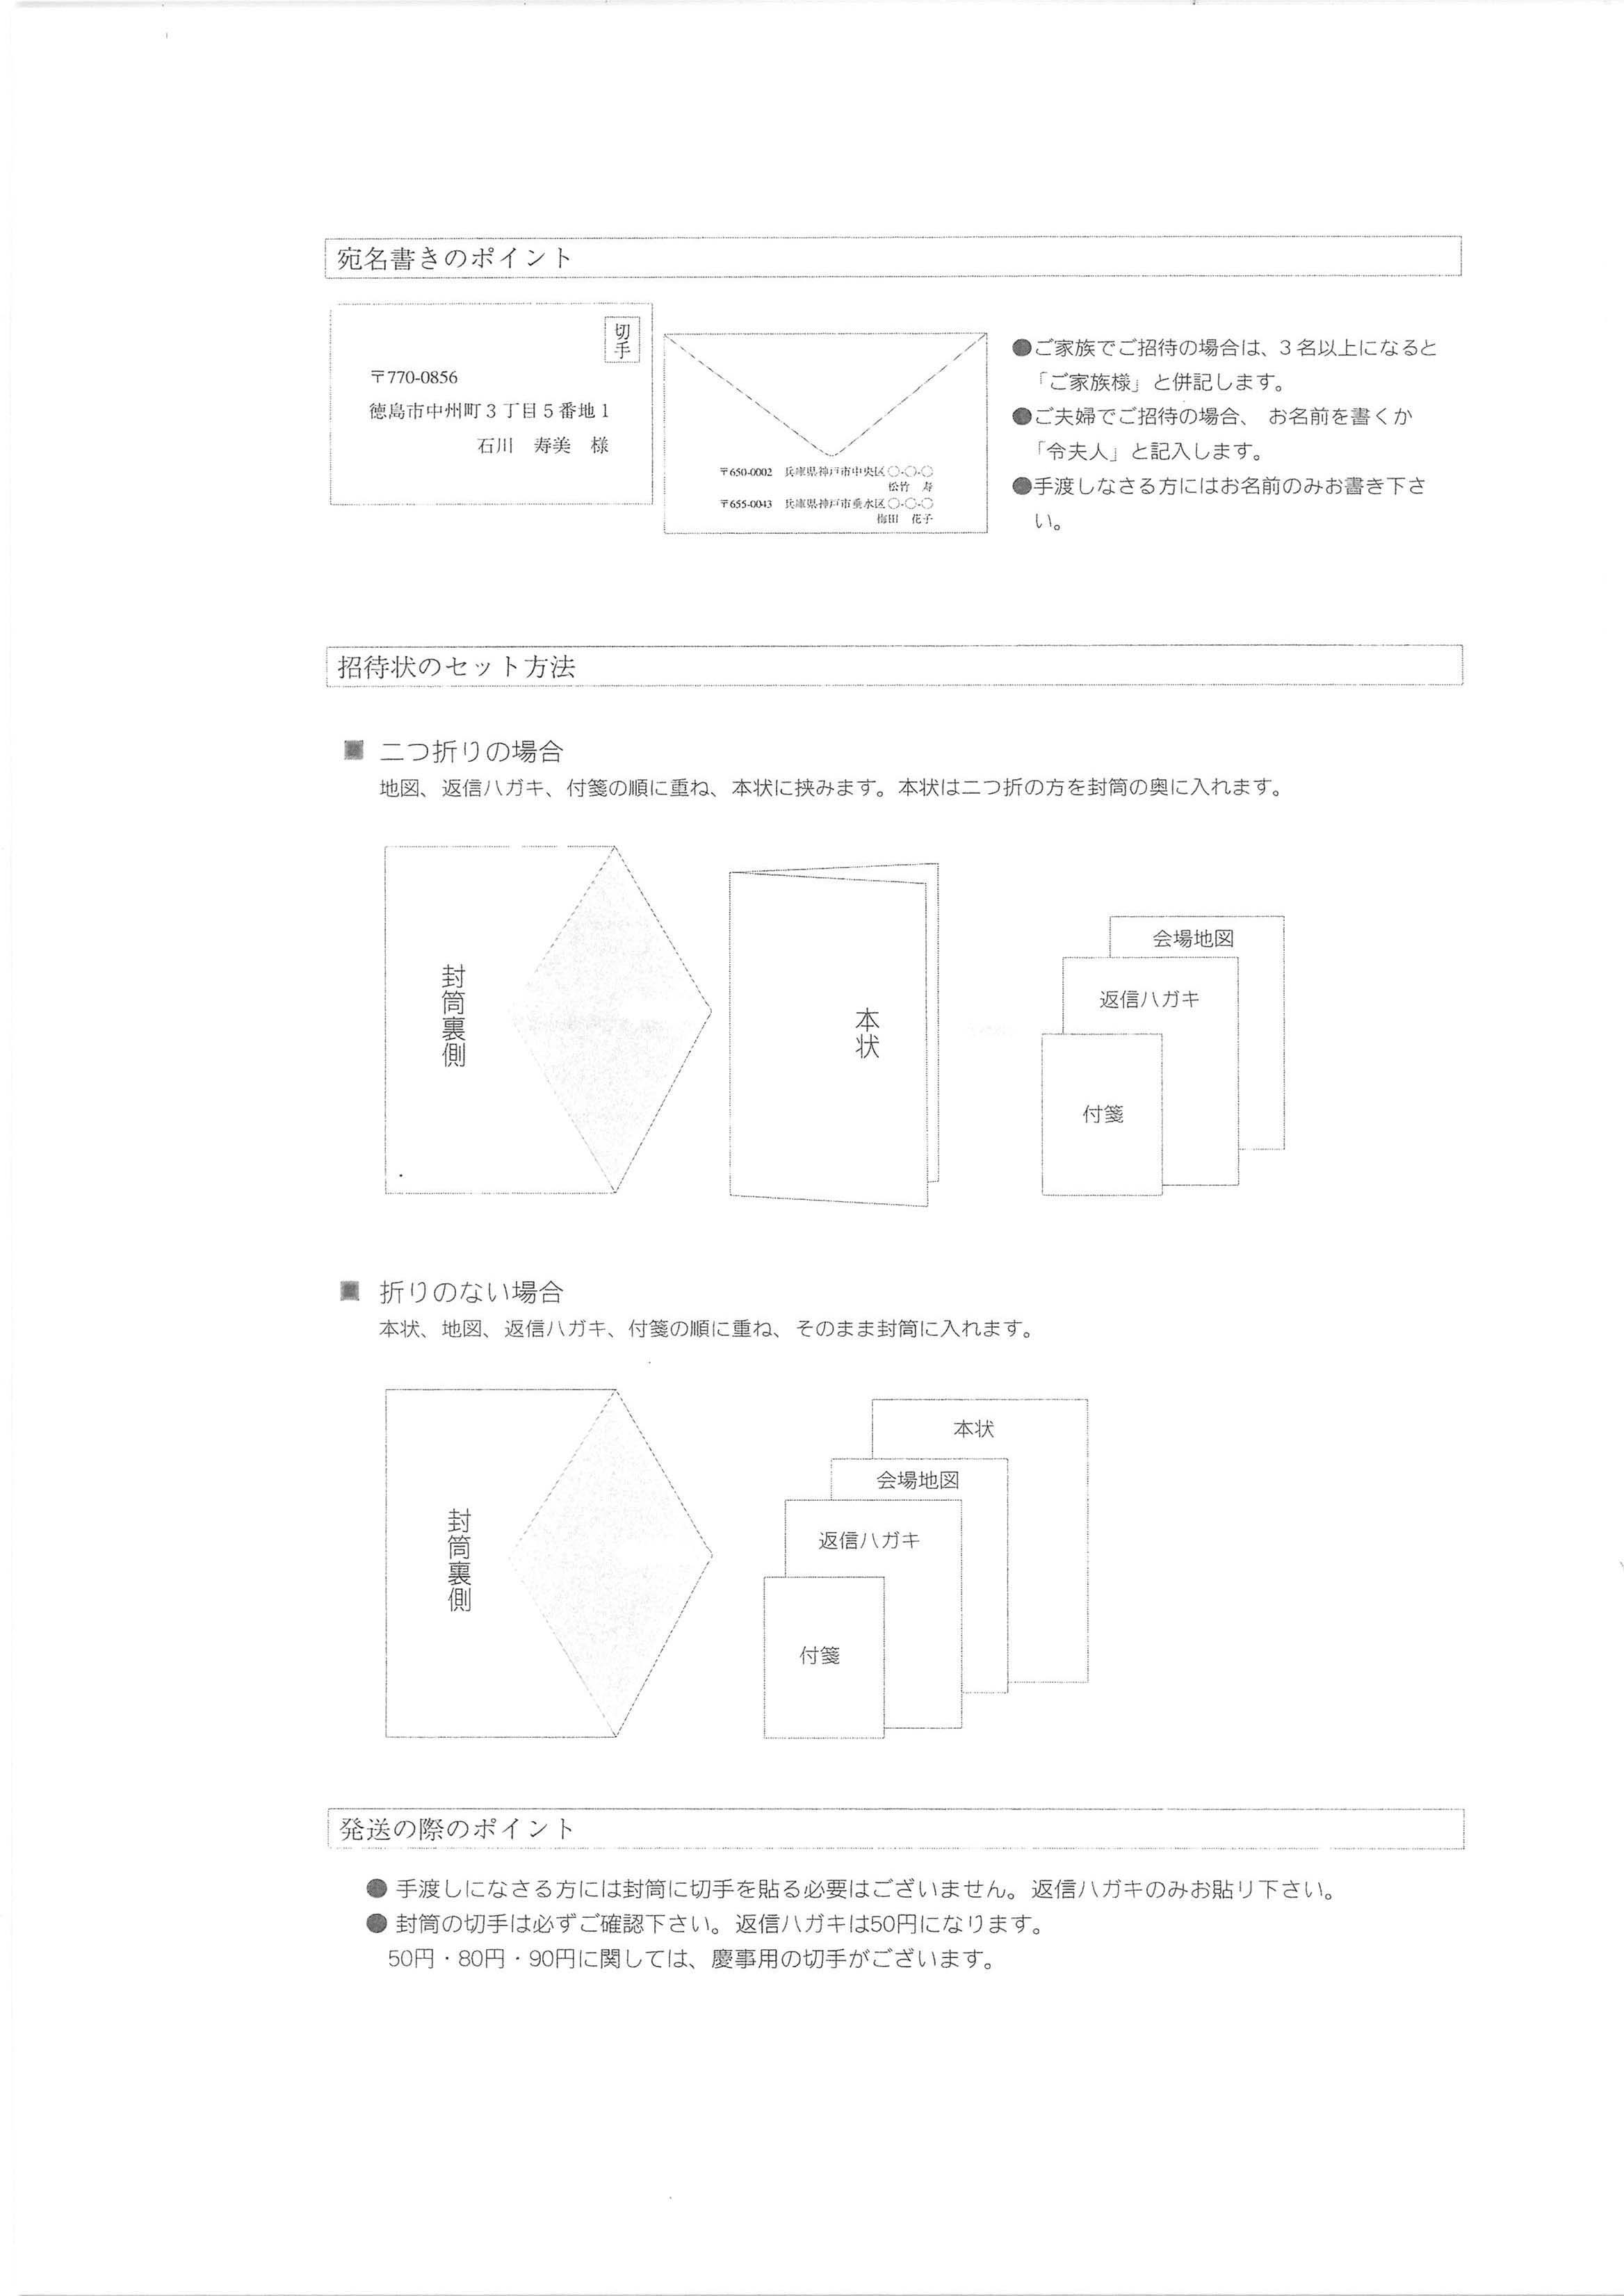 宛名書きのポイント
切手
〒770-0856
徳島市中州町3丁目5番地1
石川　寿美　様
〒650-0002　兵庫県神戸市中央区〇-〇-〇
松竹　寿
〒655-0043　兵庫県神戸市垂水区〇-〇-〇
梅田　花子
●ご家族でご招待の場合は、3名以上になると
「ご家族様」と併記します。
●ご夫婦でご招待の場合、 お名前を書くか
「令夫人」と記入します。
●手渡しなさる方にはお名前のみお書き下さ
い。
招待状のセット方法
■ 二つ折りの場合
地図、返信ハガキ、付箋の順に重ね、本状に挟みます。本状は二つ折の方を封筒の奥に入れます。
封筒裏側
本状
会場地図
返信ハガキ
付箋
■ 折りのない場合
本状、地図、返信ハガキ、付箋の順に重ね、そのまま封筒に入れます。
封筒裏側
本状
会場地図
返信ハガキ
付箋
発送の際のポイント
● 手渡しになさる方には封筒に切手を貼る必要はございません。返信ハガキのみお貼リ下さい。
● 封筒の切手は必ずご確認下さい。返信ハガキは50円になります。
50円・80円・90円に関しては、慶事用の切手がございます。